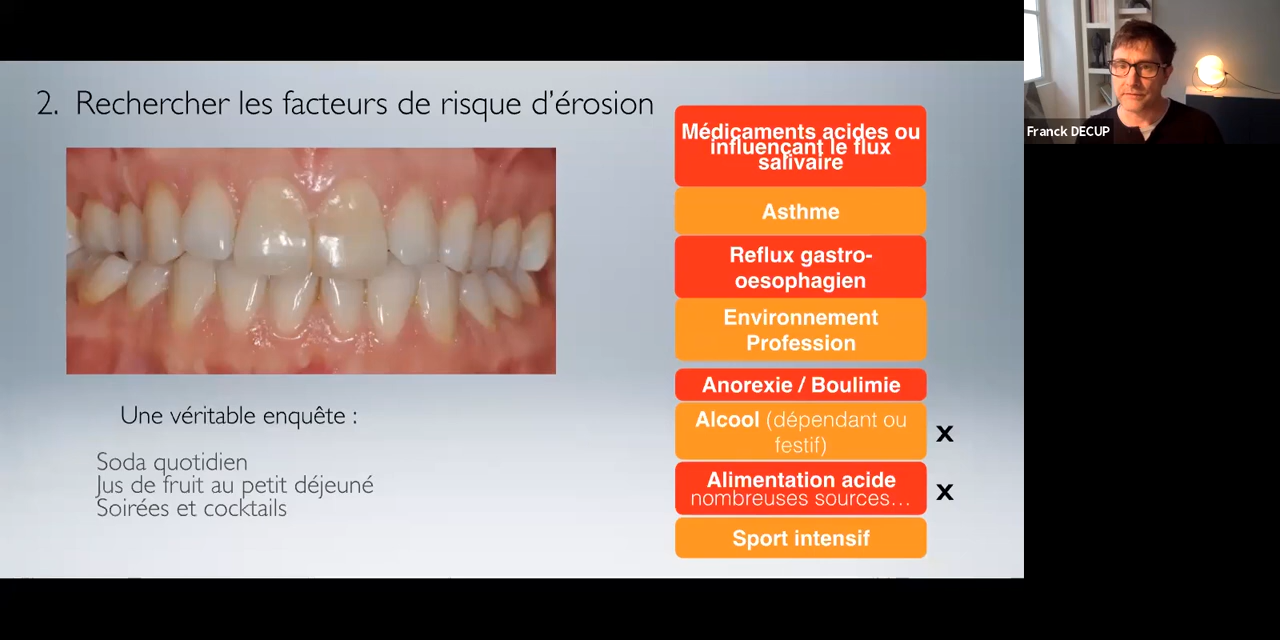 2. Rechercher les facteurs de risque d'érosion
Une véritable enquête :
Soda quotidien
Jus de fruit au petit déjeuné
Soirées et cocktails
Médicaments acides ou
influençant le flux
salivaire
Asthme
Reflux gastro-
oesophagien
Environnement
Profession
Anorexie / Boulimie
Alcool (dépendant ou
festif)
x
Alimentation acide
nombreuses sources...
x
Sport intensif
Franck DECUP